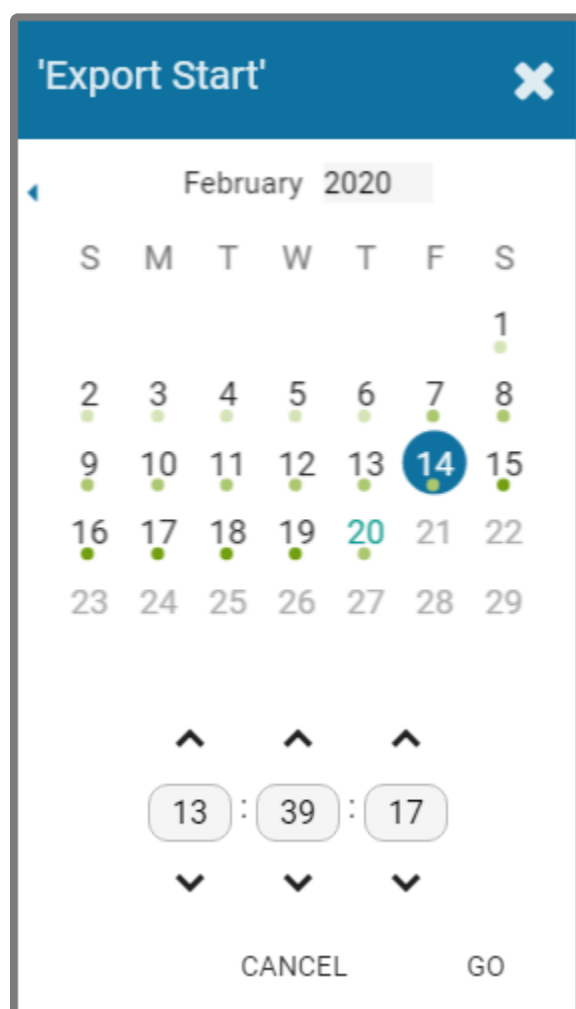 'Export Start'
February 2020
S M T W T F S
1
2 3 4 5 6 7 8
9 10 11 12 13 14 15
16 17 18 19 20 21 22
23 24 25 26 27 28 29
13 : 39 : 17
CANCEL GO